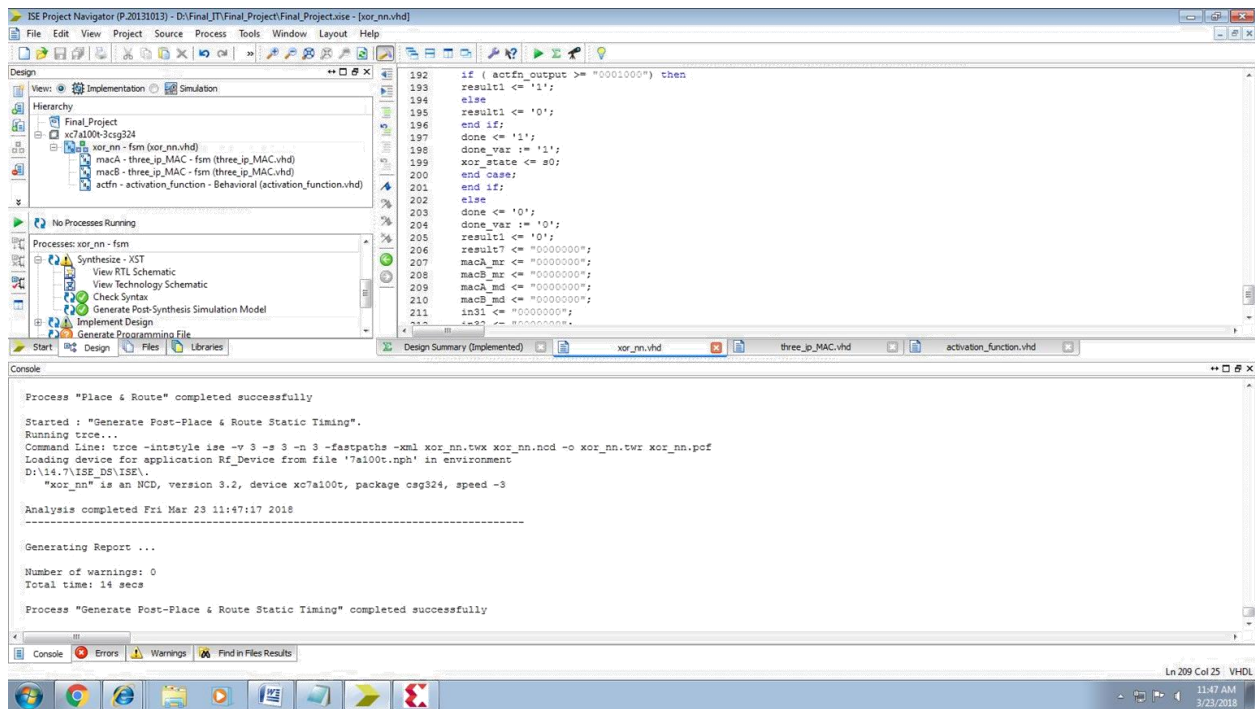 ISE Project Navigator (P.20131013) - D:\Final_IT\Final_Project\Final_Project.xise - [xor_nn.vhd]
File Edit View Project Source Process Tools Window Layout Help
Design
View: Implementation Simulation
Hierarchy
Final_Project
xc7a100t-3csg324
xor_nn - fsm (xor_nn.vhd)
macA - three_ip_MAC - fsm (three_ip_MAC.vhd)
macB - three_ip_MAC - fsm (three_ip_MAC.vhd)
actfn - activation_function - Behavioral (activation_function.vhd)
No Processes Running
Processes: xor_nn - fsm
Synthesize - XST
View RTL Schematic
View Technology Schematic
Check Syntax
Generate Post-Synthesis Simulation Model
Implement Design
Generate Programming File
Start Design Files Libraries
192 if ( actfn_output >= "0001000") then
193 result1 <= '1';
194 else
195 result1 <= '0';
196 end if;
197 done <= '1';
198 done_var := '1';
199 xor_state <= s0;
200 end case;
201 end if;
202 else
203 done <= '0';
204 done_var := '0';
205 result1 <= '0';
206 result7 <= "0000000";
207 macA_mr <= "0000000";
208 macB_mr <= "0000000";
209 macA_md <= "0000000";
210 macB_md <= "0000000";
211 in31 <= "0000000";
212 in32 <= "0000000";
Design Summary (Implemented) xor_nn.vhd three_ip_MAC.vhd activation_function.vhd
Console
Process "Place & Route" completed successfully
Started : "Generate Post-Place & Route Static Timing".
Running trce...
Command Line: trce -intstyle ise -v 3 -s 3 -n 3 -fastpaths -xml xor_nn.twx xor_nn.ncd -o xor_nn.twr xor_nn.pcf
Loading device for application Rf_Device from file '7a100t.nph' in environment
D:\14.7\ISE_DS\ISE\.
"xor_nn" is an NCD, version 3.2, device xc7a100t, package csg324, speed -3
Analysis completed Fri Mar 23 11:47:17 2018
--------------------------------------------------------------------------------
Generating Report ...
Number of warnings: 0
Total time: 14 secs
Process "Generate Post-Place & Route Static Timing" completed successfully
Console Errors Warnings Find in Files Results
Ln 209 Col 25 VHDL
11:47 AM
3/23/2018